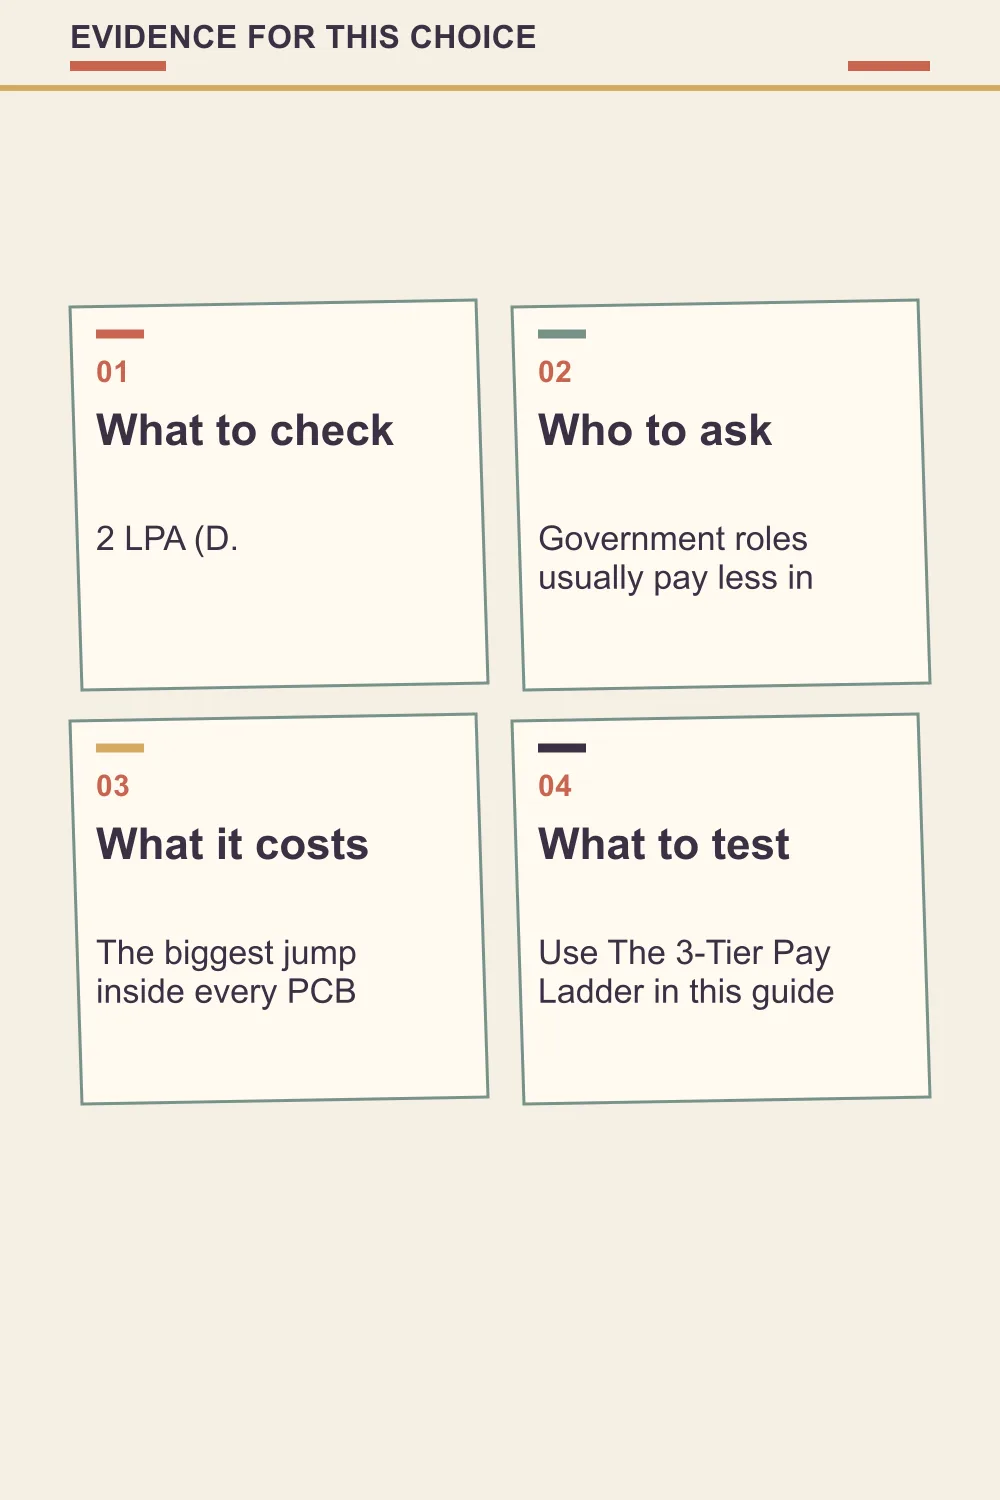 EVIDENCE FOR THIS CHOICE
01
What to check
2 LPA (D.
02
Who to ask
Government roles
usually pay less in
03
What it costs
The biggest jump
inside every PCB
04
What to test
Use The 3-Tier Pay
Ladder in this guide